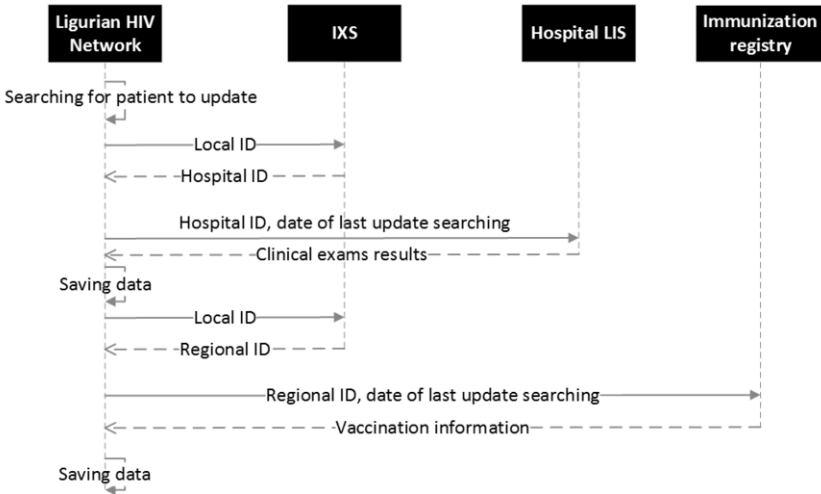 Ligurian HIV
Network
IXS
Hospital LIS
Immunization
registry
Searching for patient to update
Local ID
Hospital ID
Hospital ID, date of last update searching
Clinical exams results
Saving data
Local ID
Regional ID
Regional ID, date of last update searching
Vaccination information
Saving data